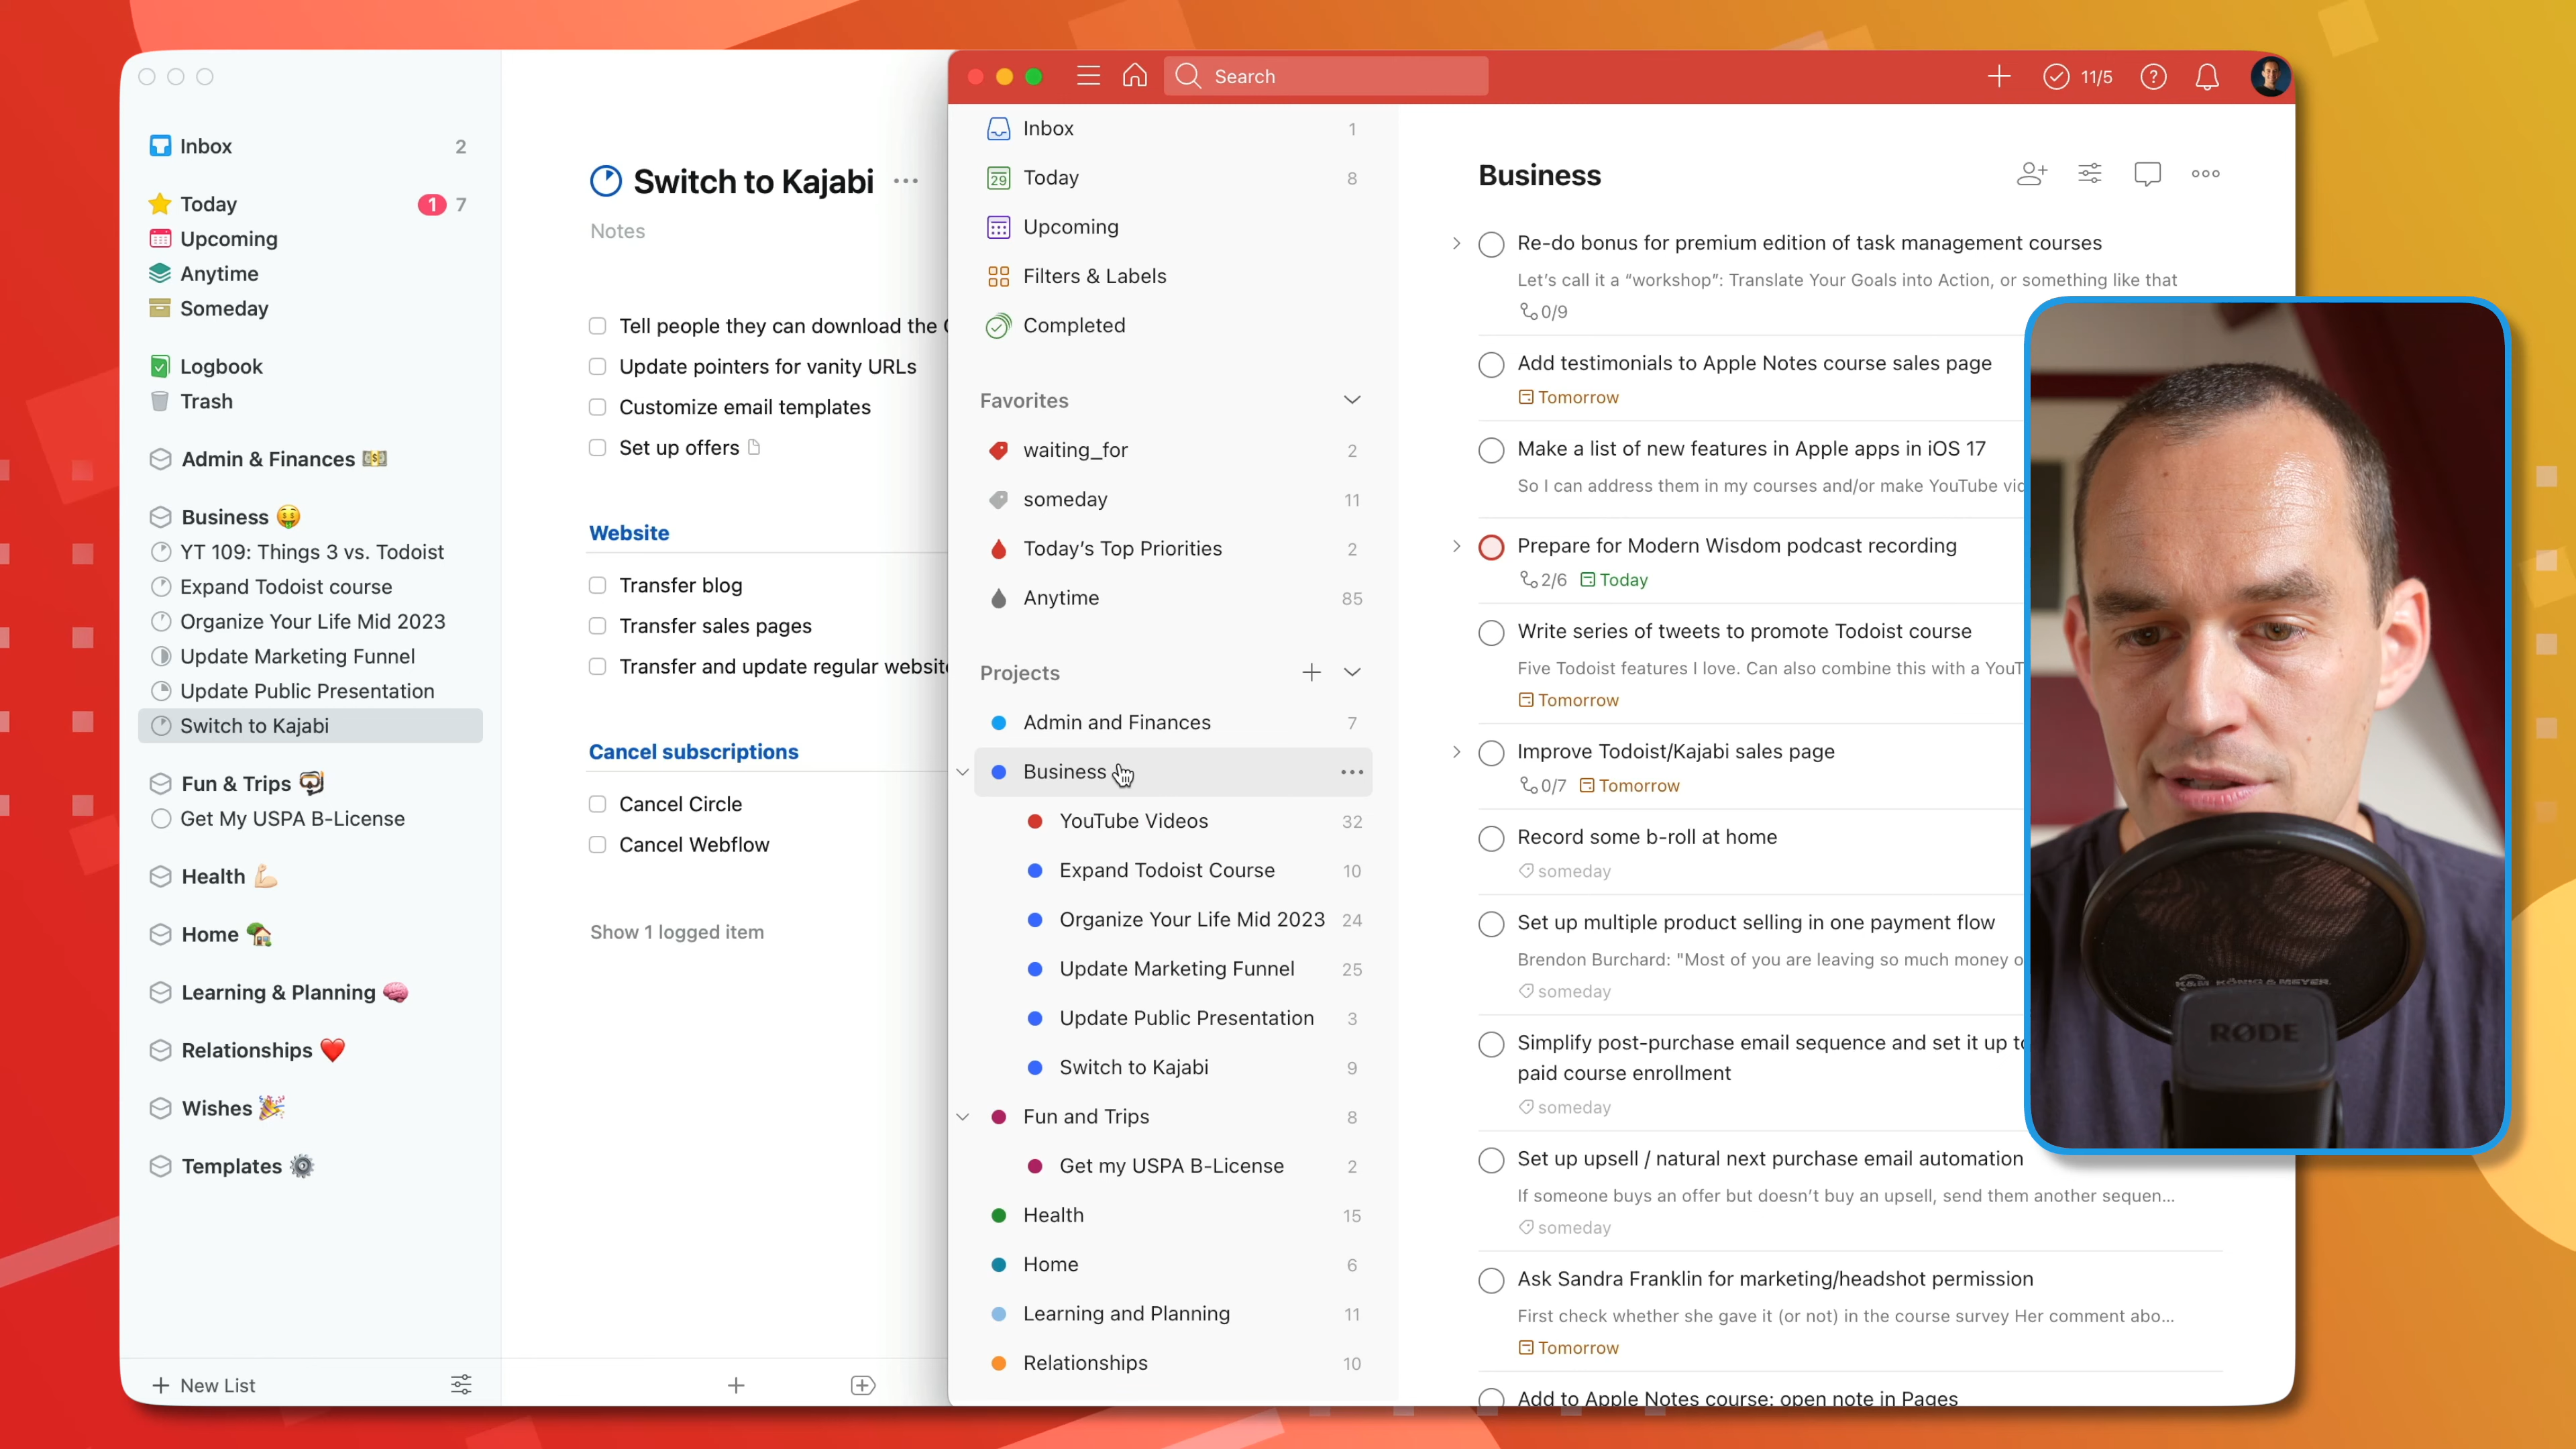 Inbox 2
Today 1 7
Upcoming
Anytime
Someday
Logbook
Trash
Admin & Finances
Business
YT 109: Things 3 vs. Todoist
Expand Todoist course
Organize Your Life Mid 2023
Update Marketing Funnel
Update Public Presentation
Switch to Kajabi
Fun & Trips
Get My USPA B-License
Health
Home
Learning & Planning
Relationships
Wishes
Templates
New List
Switch to Kajabi
Notes
Tell people they can download the
Update pointers for vanity URLs
Customize email templates
Set up offers
Website
Transfer blog
Transfer sales pages
Transfer and update regular website
Cancel subscriptions
Cancel Circle
Cancel Webflow
Show 1 logged item
Search
11/5
Inbox 1
29
Today 8
Upcoming
Filters & Labels
Completed
Favorites
waiting_for 2
someday 11
Today's Top Priorities 2
Anytime 85
Projects
Admin and Finances 7
Business
YouTube Videos 32
Expand Todoist Course 10
Organize Your Life Mid 2023 24
Update Marketing Funnel 25
Update Public Presentation 3
Switch to Kajabi 9
Fun and Trips 8
Get my USPA B-License 2
Health 15
Home 6
Learning and Planning 11
Relationships 10
Business
Re-do bonus for premium edition of task management courses
Let's call it a “workshop”: Translate Your Goals into Action, or something like that
0/9
Add testimonials to Apple Notes course sales page
Tomorrow
Make a list of new features in Apple apps in iOS 17
So I can address them in my courses and/or make YouTube vid
Prepare for Modern Wisdom podcast recording
2/6 Today
Write series of tweets to promote Todoist course
Five Todoist features I love. Can also combine this with a YouT
Tomorrow
Improve Todoist/Kajabi sales page
0/7 Tomorrow
Record some b-roll at home
someday
Set up multiple product selling in one payment flow
Brendon Burchard: "Most of you are leaving so much money o
someday
Simplify post-purchase email sequence and set it up to
paid course enrollment
someday
Set up upsell / natural next purchase email automation
If someone buys an offer but doesn't buy an upsell, send them another sequen...
someday
Ask Sandra Franklin for marketing/headshot permission
First check whether she gave it (or not) in the course survey Her comment abo...
Tomorrow
Add to Apple Notes course: open note in Pages
K&M KÖNIG & MEYER
RØDE